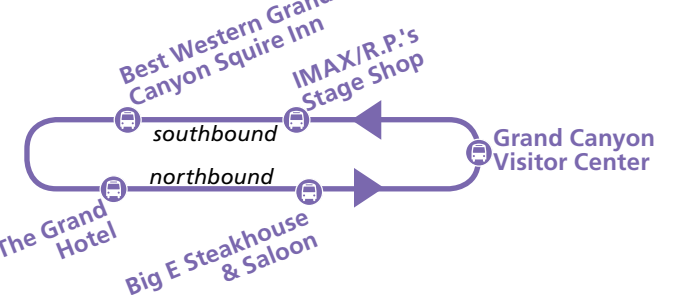 Best Western Grand
Canyon Squire Inn
IMAX/R.P.'s
Stage Shop
southbound
Grand Canyon
Visitor Center
northbound
The Grand
Hotel
Big E Steakhouse
& Saloon